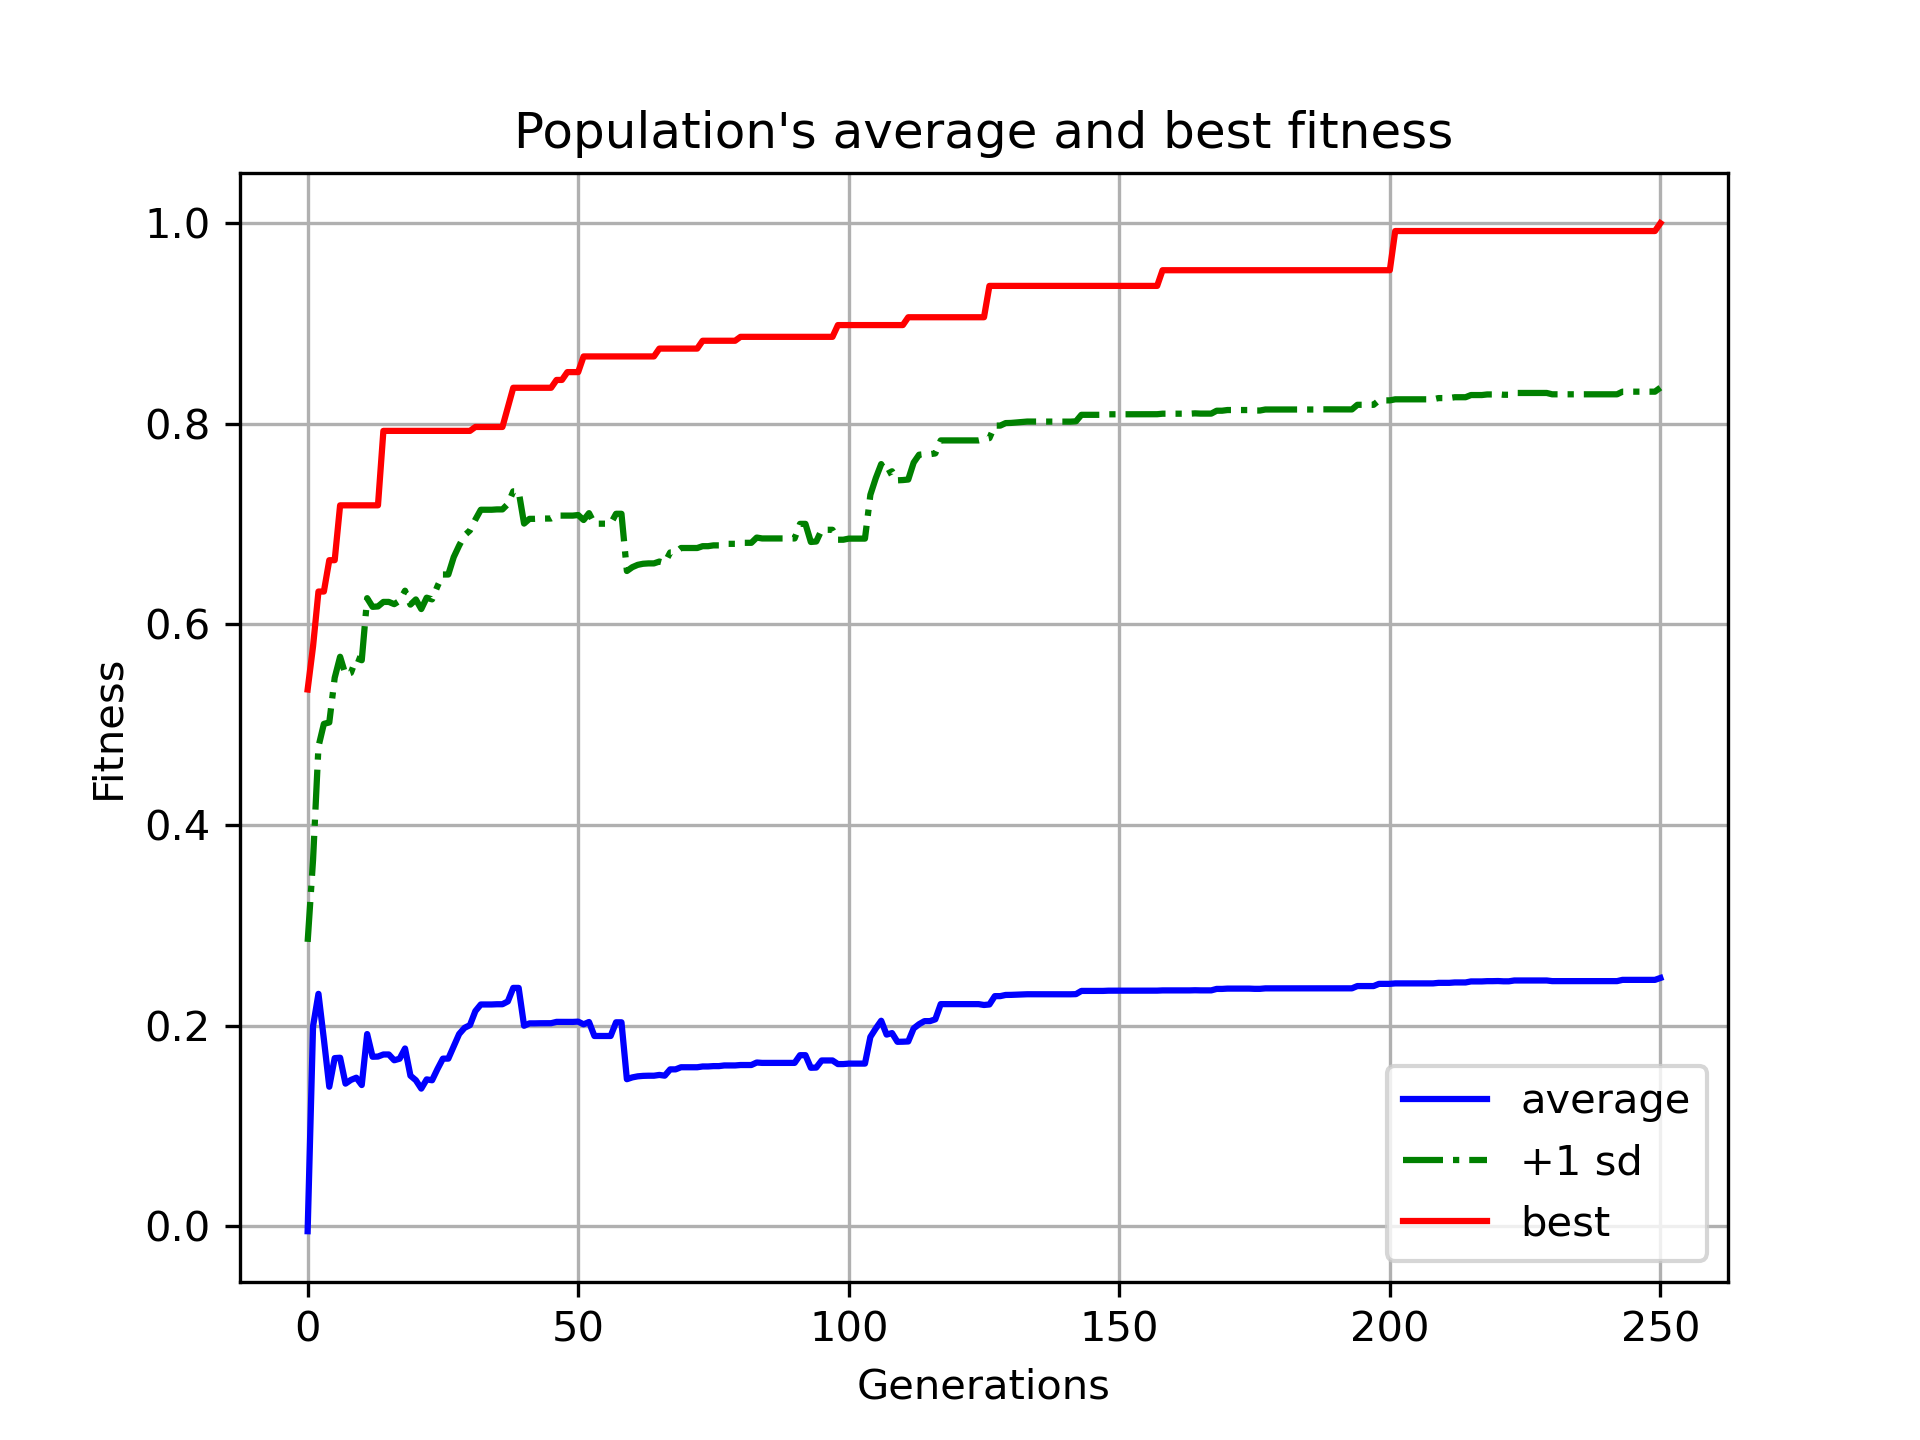 Population's average and best fitness
1.0
0.8
0.6
0.4
0.2
0.0
Fitness
0 50 100 150 200 250
Generations
average
+1 sd
best